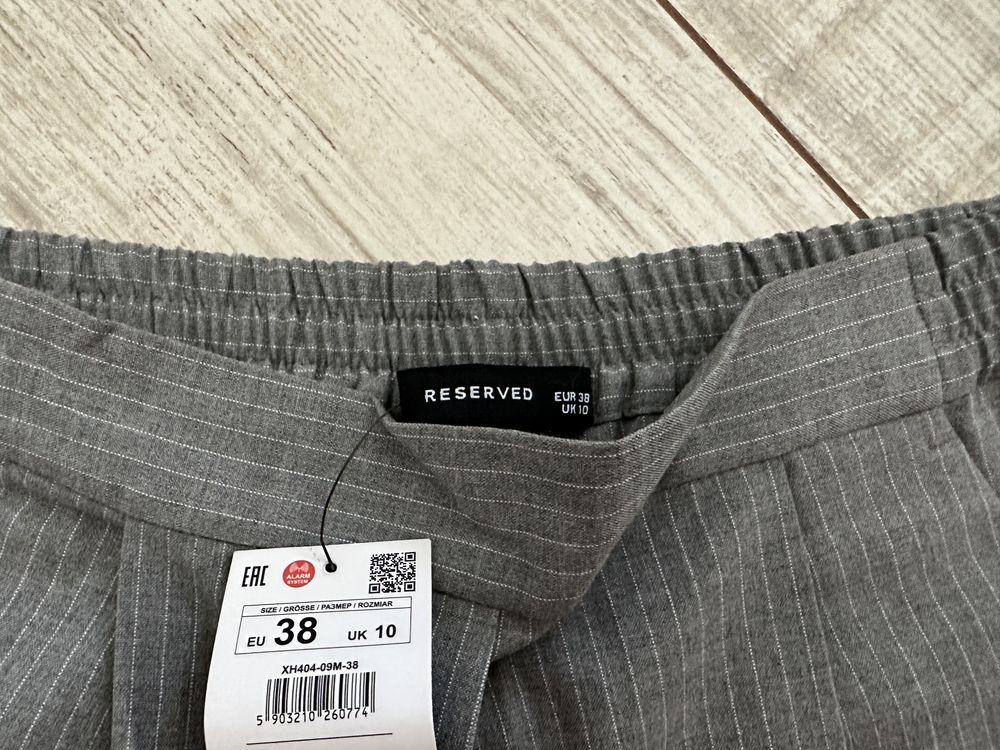 RESERVED
EUR 38
UK 10
EAC
ALARM
SYSTEM
SIZE / GRÖSSE / РАЗМЕР / ROZMIAR
EU 38 UK 10
XH404-09M-38
5 903210 260774